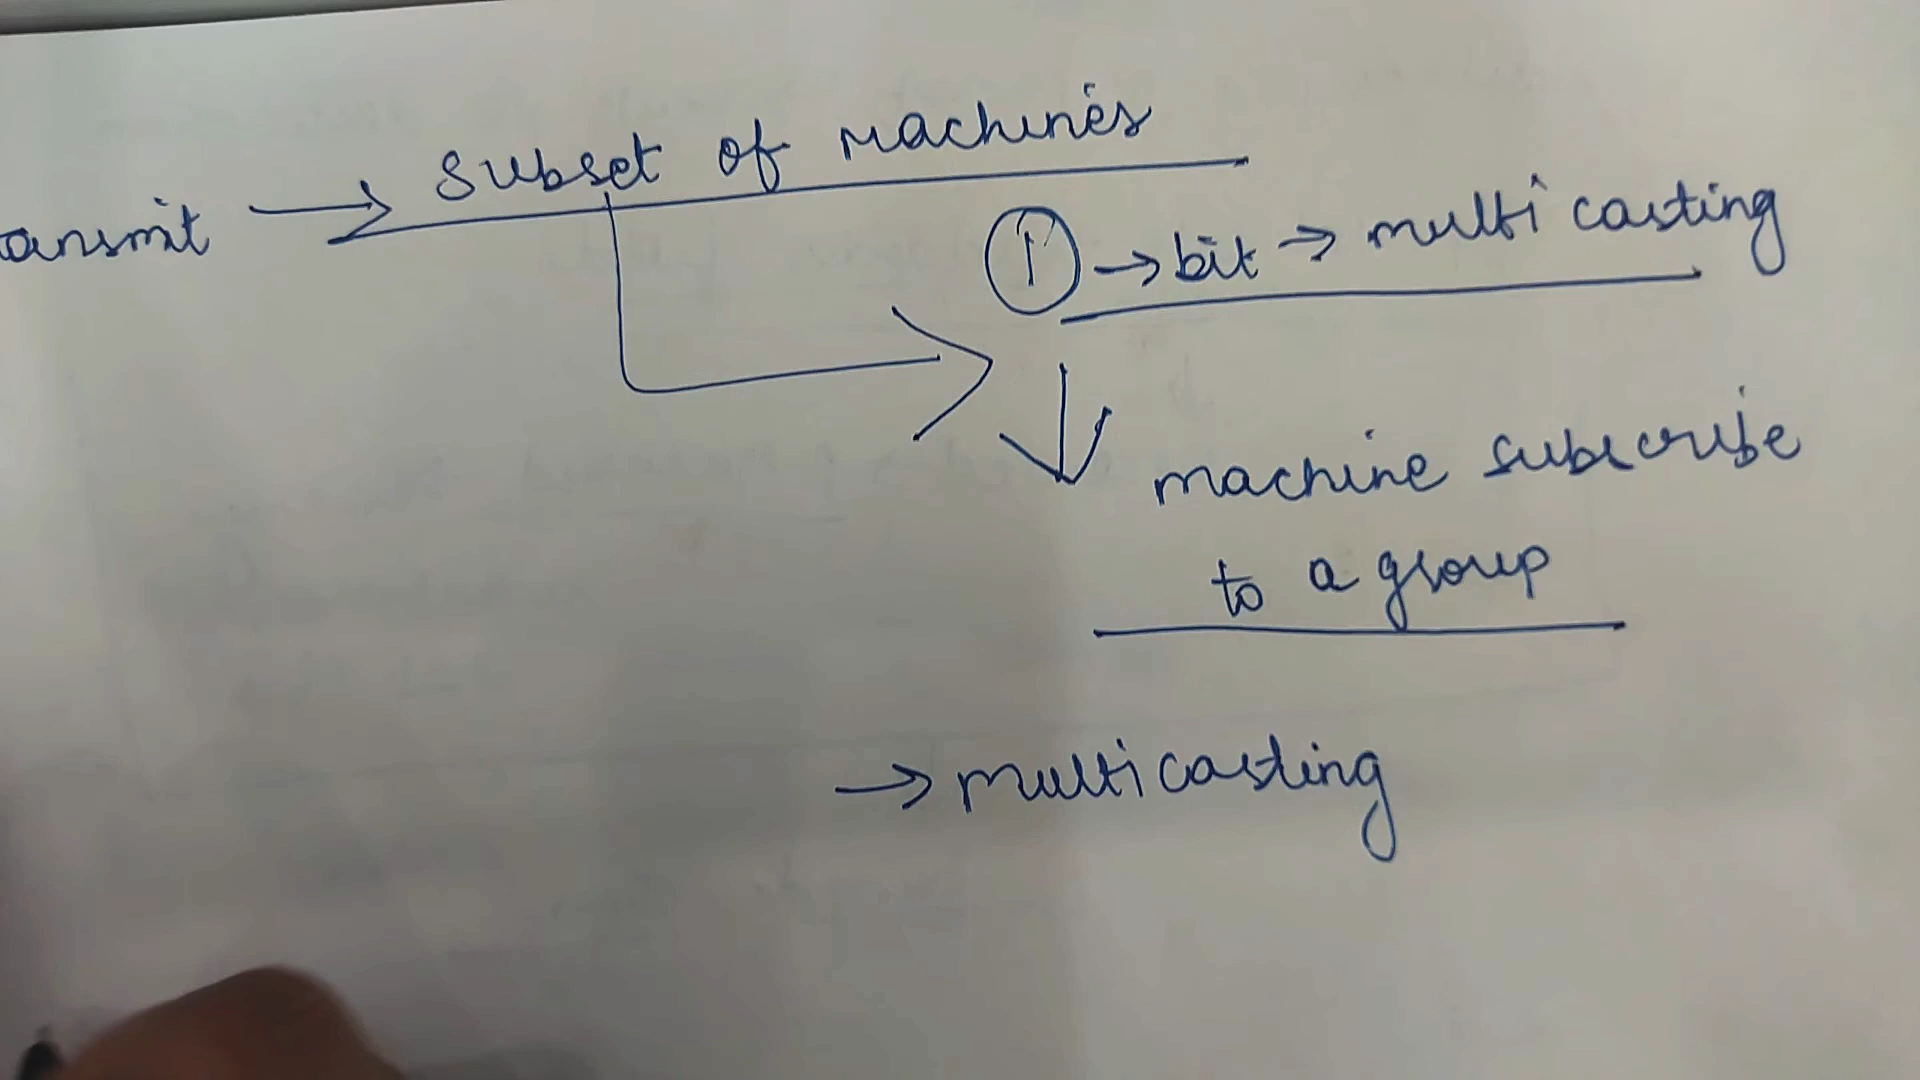 ansmit → subset of machines
① → bit → multi casting
machine subscribe
to a group
→ multicasting